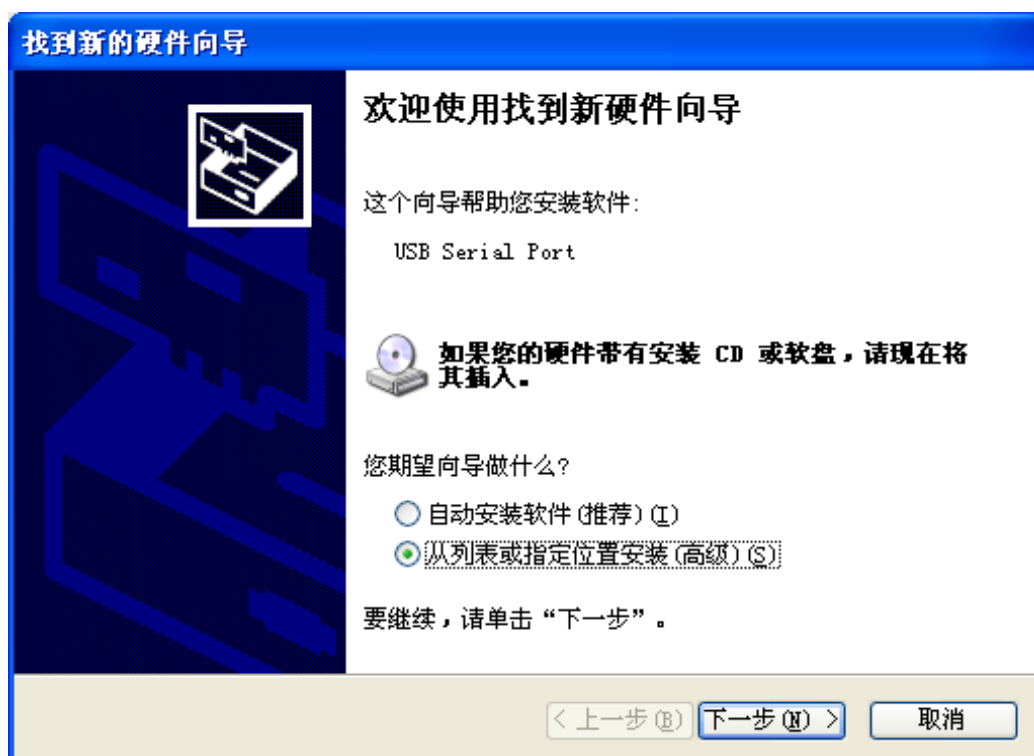 找到新的硬件向导
欢迎使用找到新硬件向导
这个向导帮助您安装软件:
USB Serial Port
如果您的硬件带有安装 CD 或软盘，请现在将
其插入。
您期望向导做什么?
自动安装软件(推荐)(I)
从列表或指定位置安装(高级)(S)
要继续，请单击“下一步”。
< 上一步(B)
下一步(N) >
取消